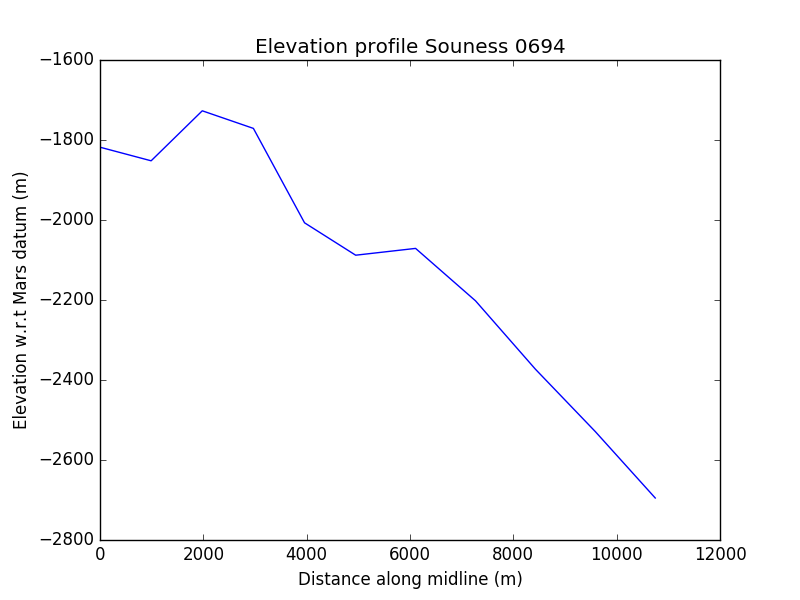 Elevation profile Souness 0694
Elevation w.r.t Mars datum (m)
−1600
−1800
−2000
−2200
−2400
−2600
−2800
0 2000 4000 6000 8000 10000 12000
Distance along midline (m)